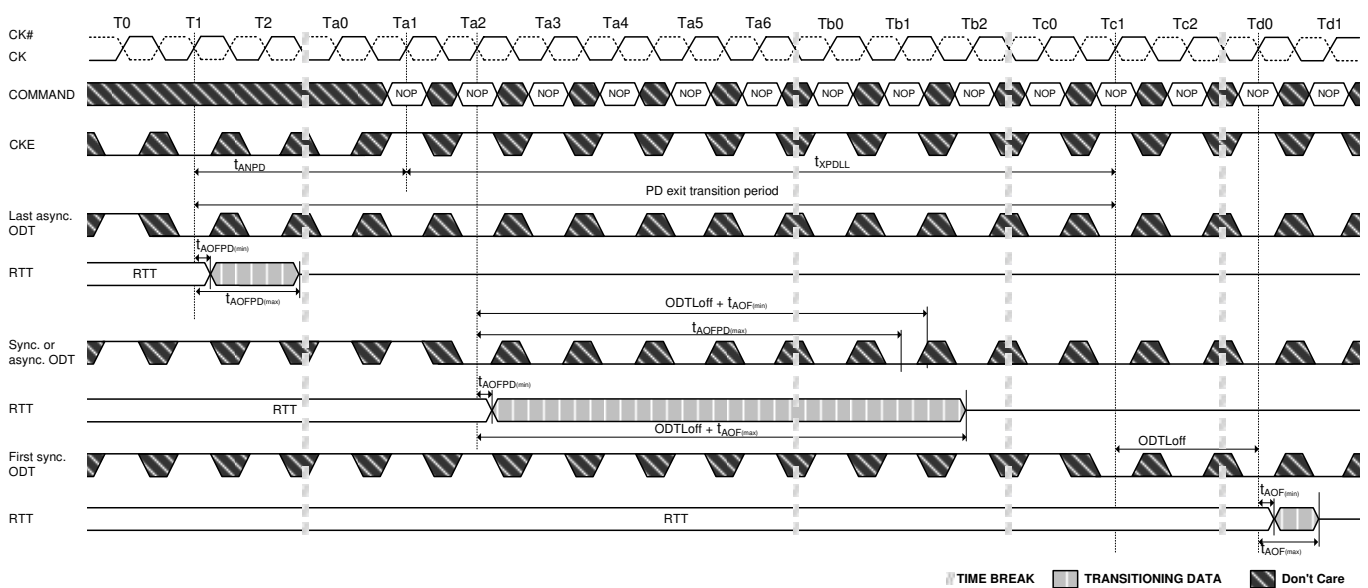 T0 T1 T2 Ta0 Ta1 Ta2 Ta3 Ta4 Ta5 Ta6 Tb0 Tb1 Tb2 Tc0 Tc1 Tc2 Td0 Td1
CK#
CK
COMMAND NOP NOP NOP NOP NOP NOP NOP NOP NOP NOP NOP NOP NOP NOP
CKE
tANPD tXPDLL
PD exit transition period
Last async.
ODT
tAOFPD(min)
RTT RTT
tAOFPD(max)
ODTLoff + tAOF(min)
tAOFPD(max)
Sync. or
async. ODT
tAOFPD(min)
RTT RTT
ODTLoff + tAOF(max)
ODTLoff
First sync.
ODT
tAOF(min)
RTT RTT
tAOF(max)
TIME BREAK TRANSITIONING DATA Don't Care